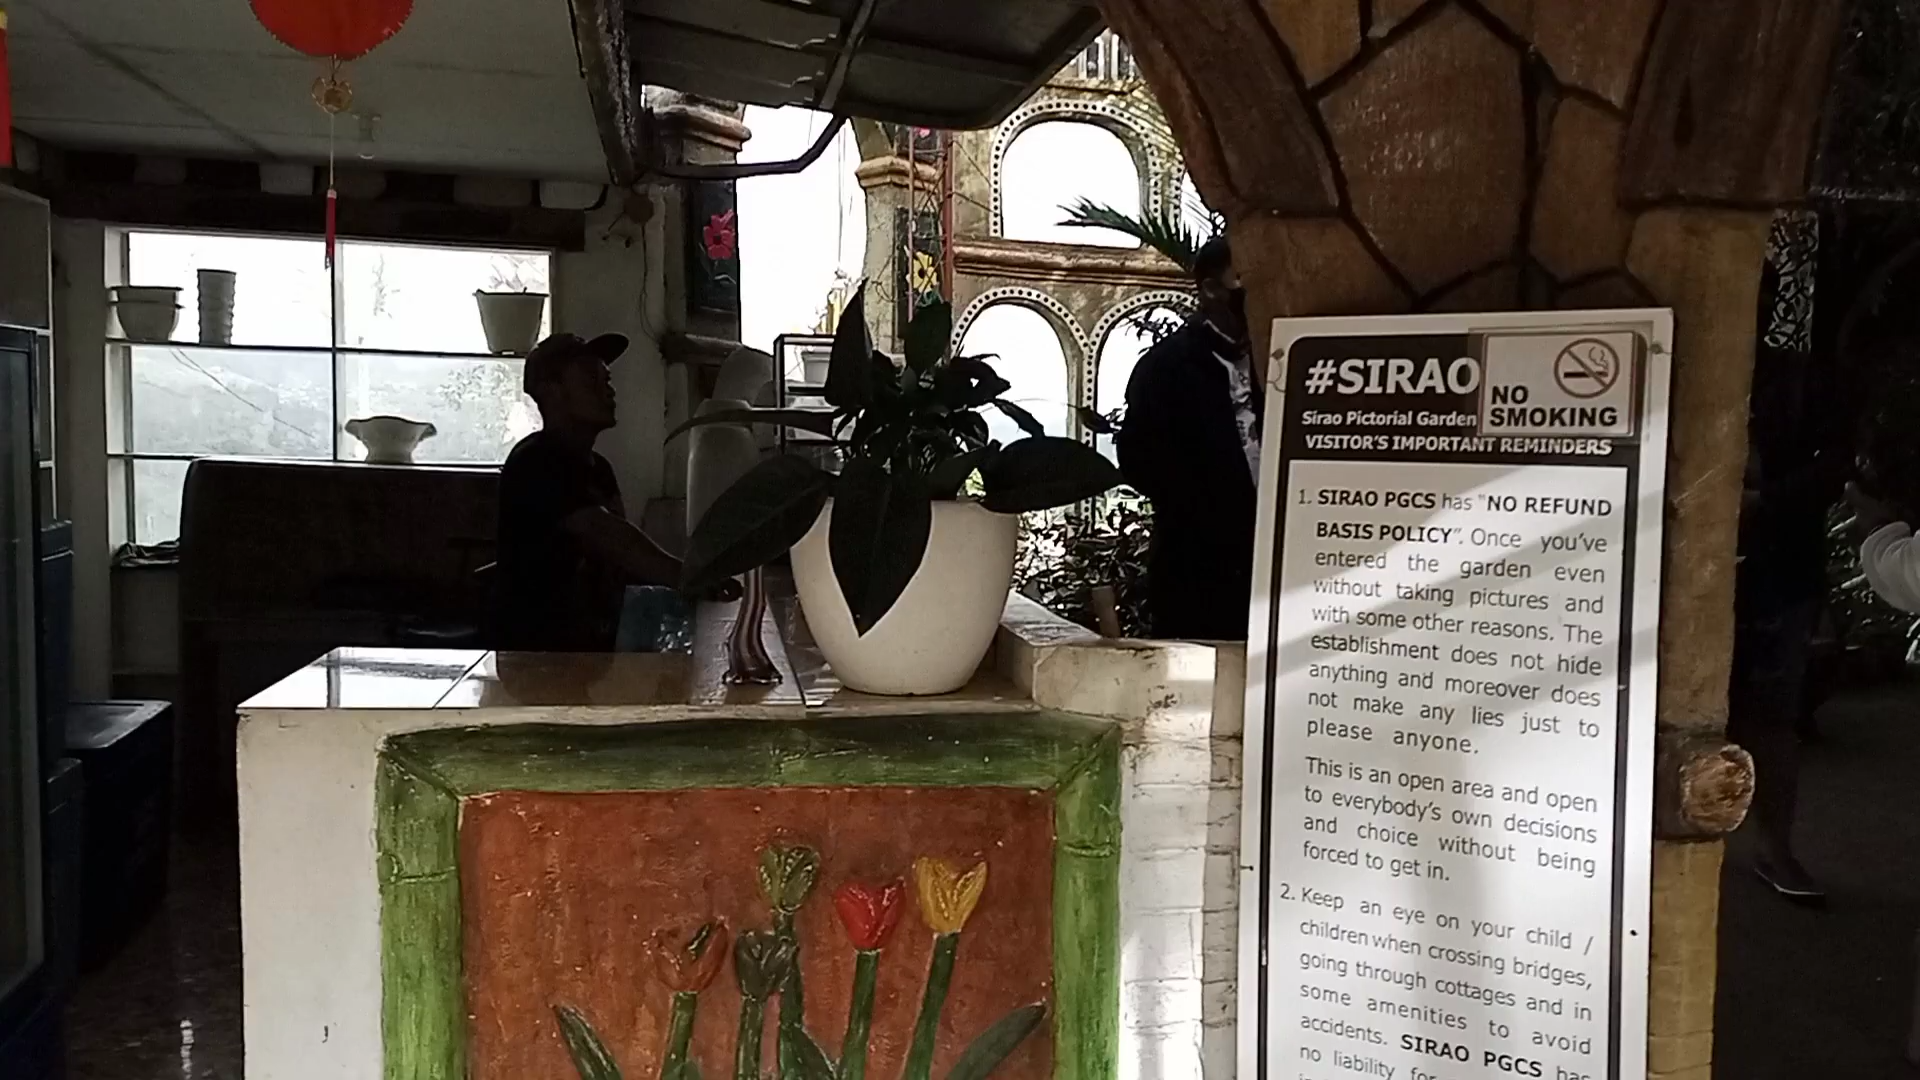 #SIRAO
NO
SMOKING
Sirao Pictorial Garden
VISITOR'S IMPORTANT REMINDERS
1. SIRAO PGCS has "NO REFUND
BASIS POLICY". Once you've
entered the garden even
without taking pictures and
with some other reasons. The
establishment does not hide
anything and moreover does
not make any lies just to
please anyone.
This is an open area and open
to everybody's own decisions
and choice without being
forced to get in.
2. Keep an eye on your child /
children when crossing bridges,
going through cottages and in
some amenities to avoid
accidents. SIRAO PGCS has
no liability for